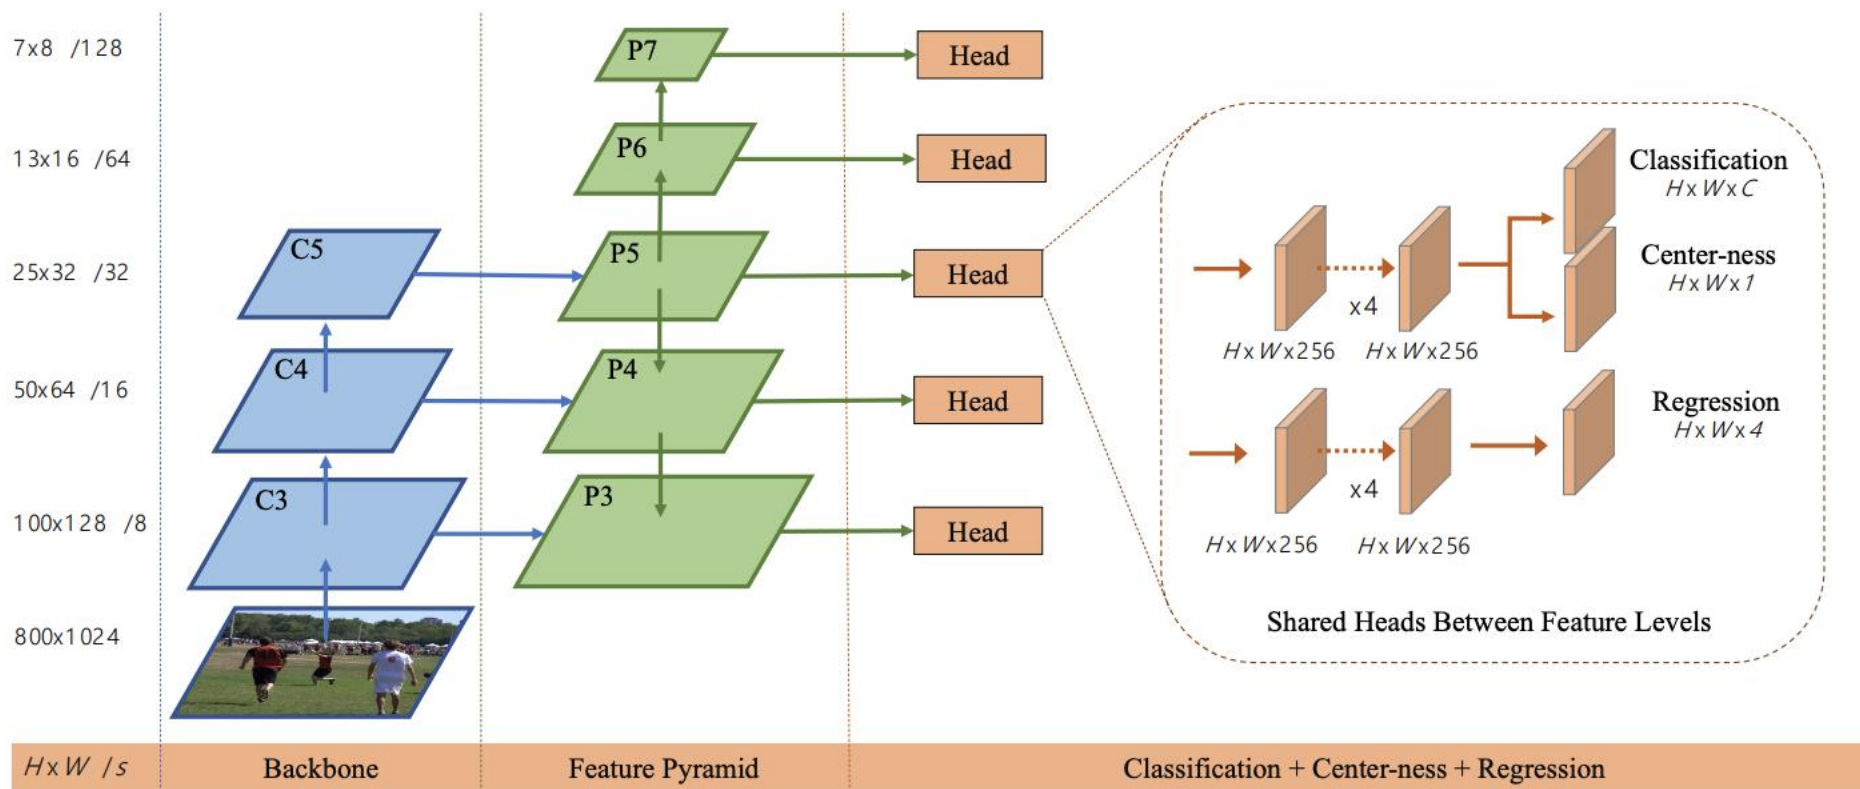 7x8 /128
P7
Head
13x16 /64
P6
Head
25x32 /32
C5
P5
Head
50x64 /16
C4
P4
Head
100x128 /8
C3
P3
Head
800x1024
Classification
HxWxC
Center-ness
HxWx1
x4
HxWx256 HxWx256
Regression
HxWx4
x4
HxWx256 HxWx256
Shared Heads Between Feature Levels
HxW /s Backbone Feature Pyramid Classification + Center-ness + Regression